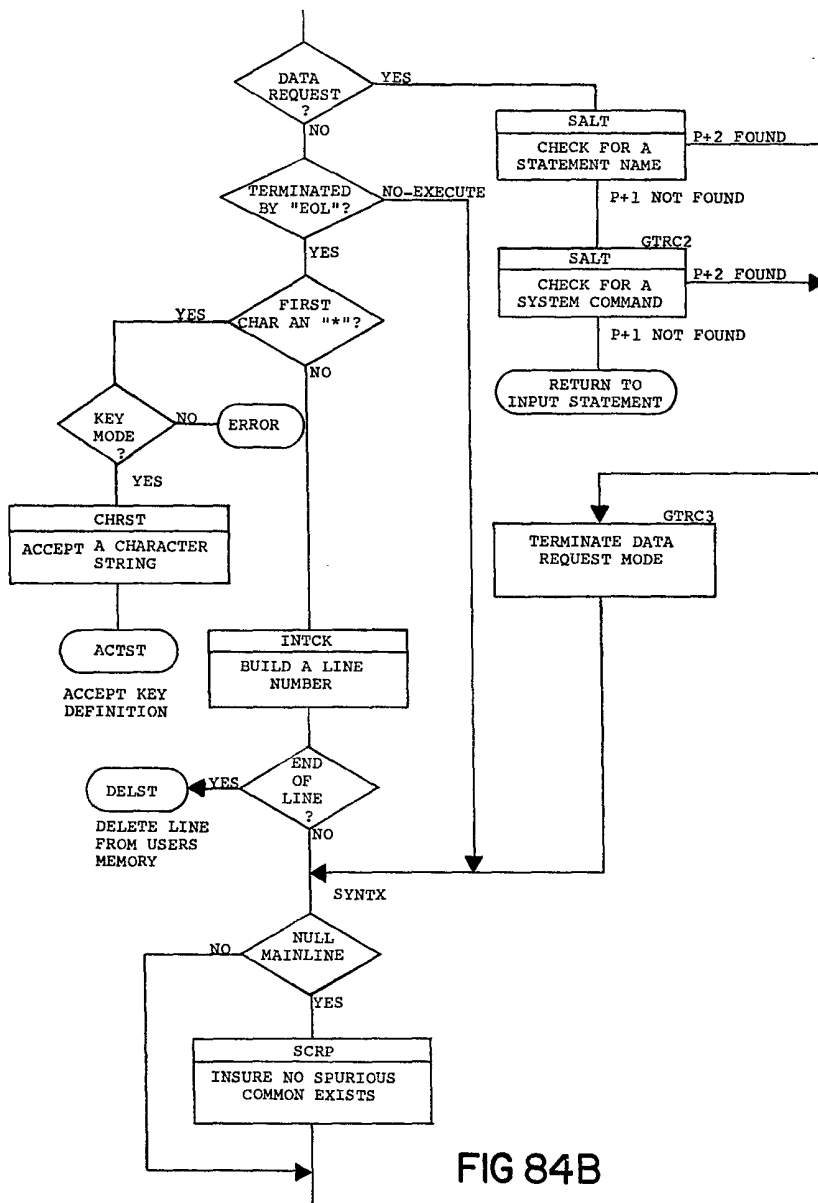 DATA
REQUEST
?
YES
NO
SALT
CHECK FOR A
STATEMENT NAME
P+2 FOUND
P+1 NOT FOUND
TERMINATED
BY "EOL"?
NO-EXECUTE
YES
GTRC2
SALT
CHECK FOR A
SYSTEM COMMAND
P+2 FOUND
P+1 NOT FOUND
RETURN TO
INPUT STATEMENT
FIRST
CHAR AN "*"?
YES
NO
KEY
MODE
?
NO
ERROR
YES
CHRST
ACCEPT A CHARACTER
STRING
ACTST
ACCEPT KEY
DEFINITION
GTRC3
TERMINATE DATA
REQUEST MODE
INTCK
BUILD A LINE
NUMBER
END
OF
LINE
?
YES
DELST
DELETE LINE
FROM USERS
MEMORY
NO
SYNTX
NULL
MAINLINE
NO
YES
SCRP
INSURE NO SPURIOUS
COMMON EXISTS
FIG 84B